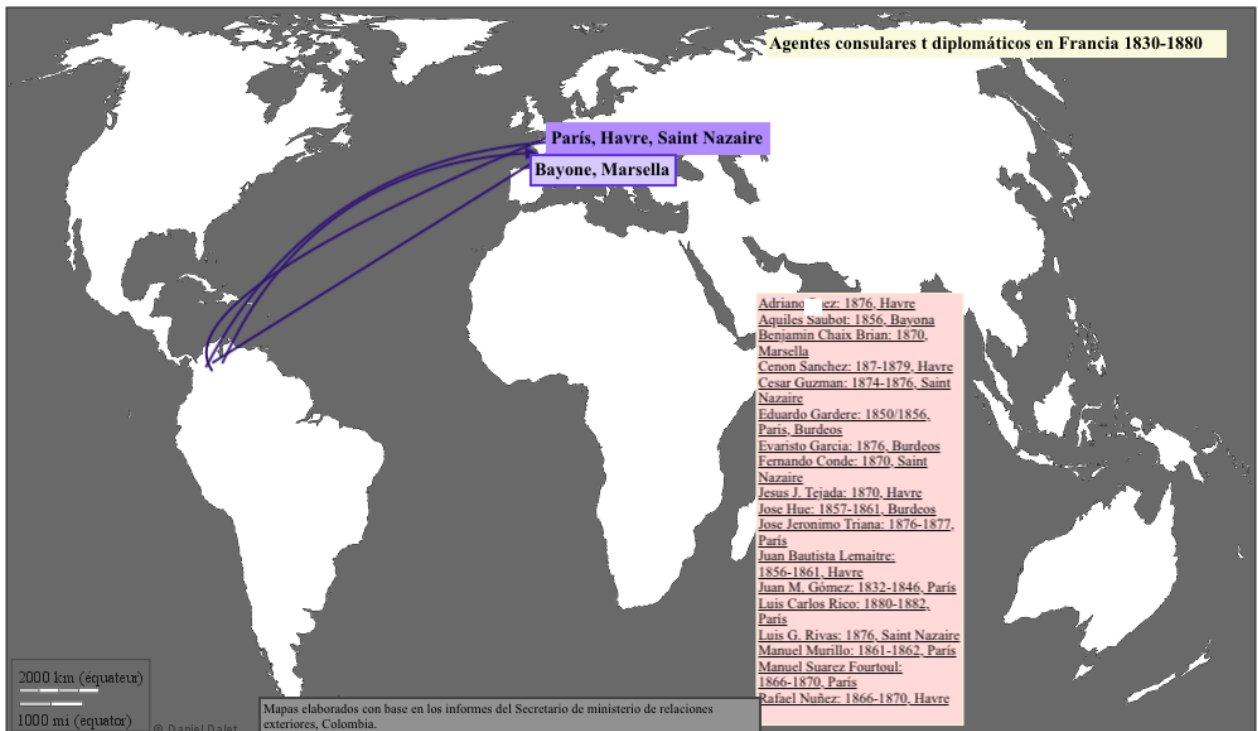 Agentes consulares t diplomáticos en Francia 1830-1880
París, Havre, Saint Nazaire
Bayone, Marsella
Adriano ez: 1876, Havre
Aquiles Saubot: 1856, Bayona
Benjamin Chaix Brian: 1870,
Marsella
Cenon Sanchez: 187-1879, Havre
Cesar Guzman: 1874-1876, Saint
Nazaire
Eduardo Gardere: 1850/1856,
Paris, Burdeos
Evaristo Garcia: 1876, Burdeos
Fernando Conde: 1870, Saint
Nazaire
Jesus J. Tejada: 1870, Havre
Jose Hue: 1857-1861, Burdeos
Jose Jeronimo Triana: 1876-1877,
París
Juan Bautista Lemaitre:
1856-1861, Havre
Juan M. Gómez: 1832-1846, París
Luis Carlos Rico: 1880-1882,
París
Luis G. Rivas: 1876, Saint Nazaire
Manuel Murillo: 1861-1862, París
Manuel Suarez Fourtoul:
1866-1870, París
Rafael Nuñez: 1866-1870, Havre
2000 km (équateur)
1000 mi (equator)
© Daniel Dalet
Mapas elaborados con base en los informes del Secretario de ministerio de relaciones
exteriores, Colombia.